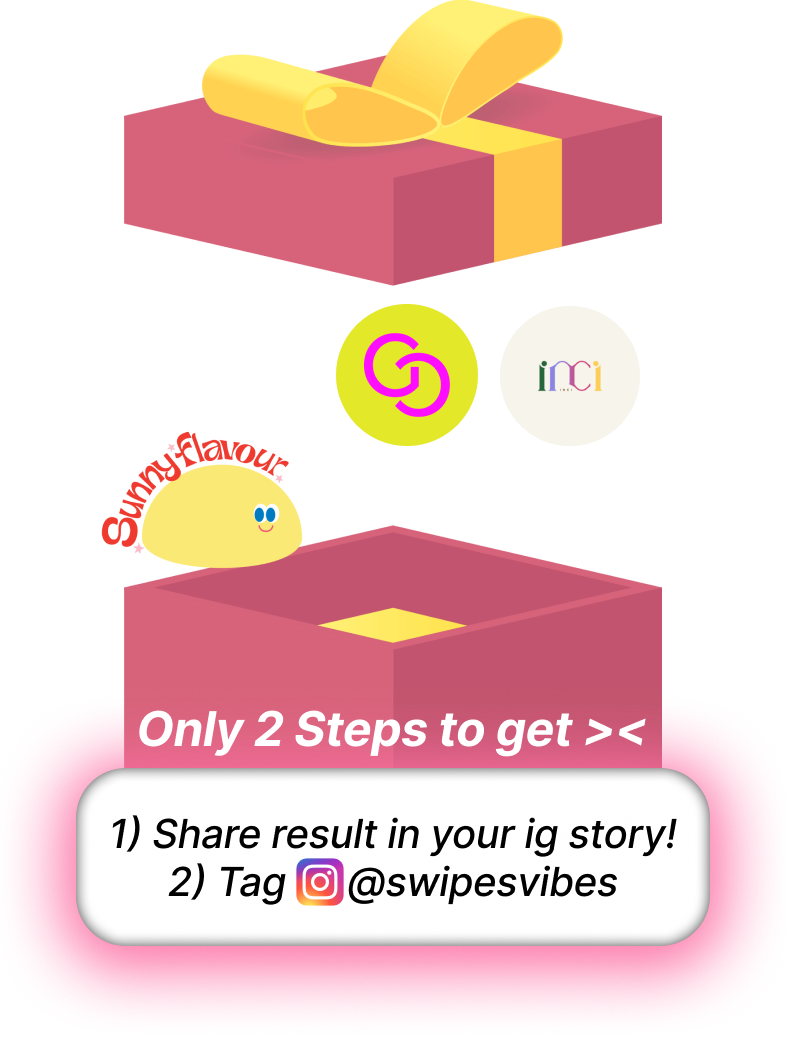 inci
Sunny flavour
Only 2 Steps to get ><
1) Share result in your ig story!
2) Tag @swipesvibes